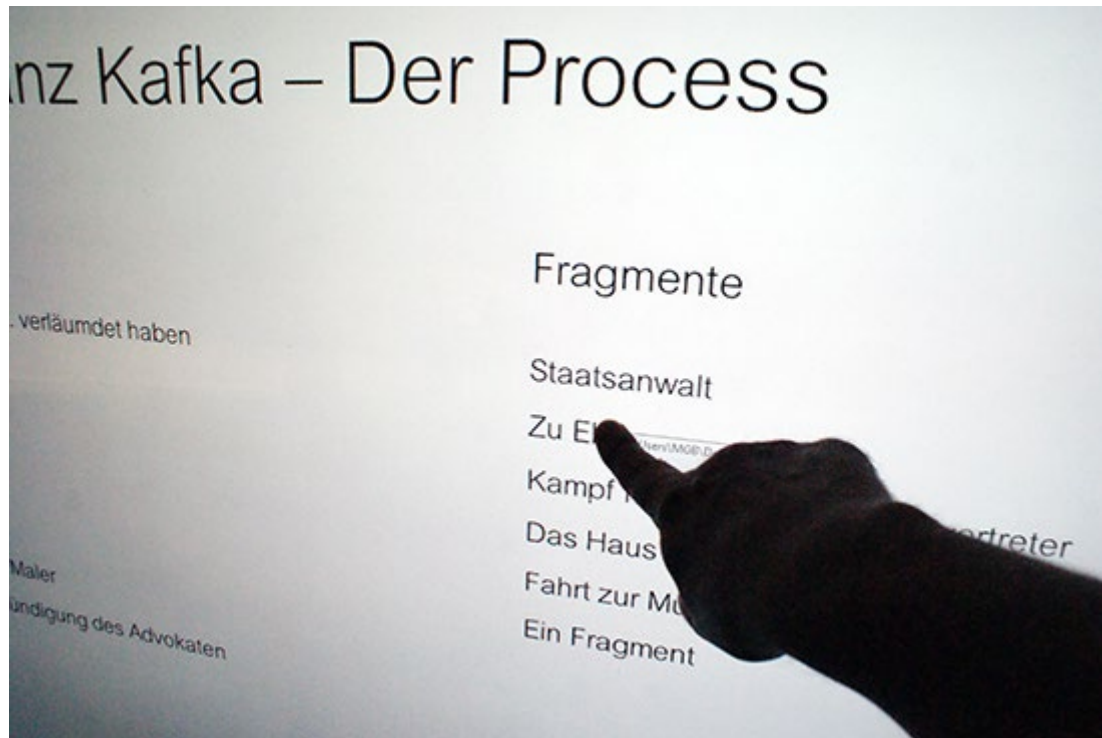 nz Kafka – Der Process
Fragmente
. verläumdet haben
Staatsanwalt
Zu
Kampf
Das Haus
Fahrt zur
Maler
Ein Fragment
ündigung des Advokaten